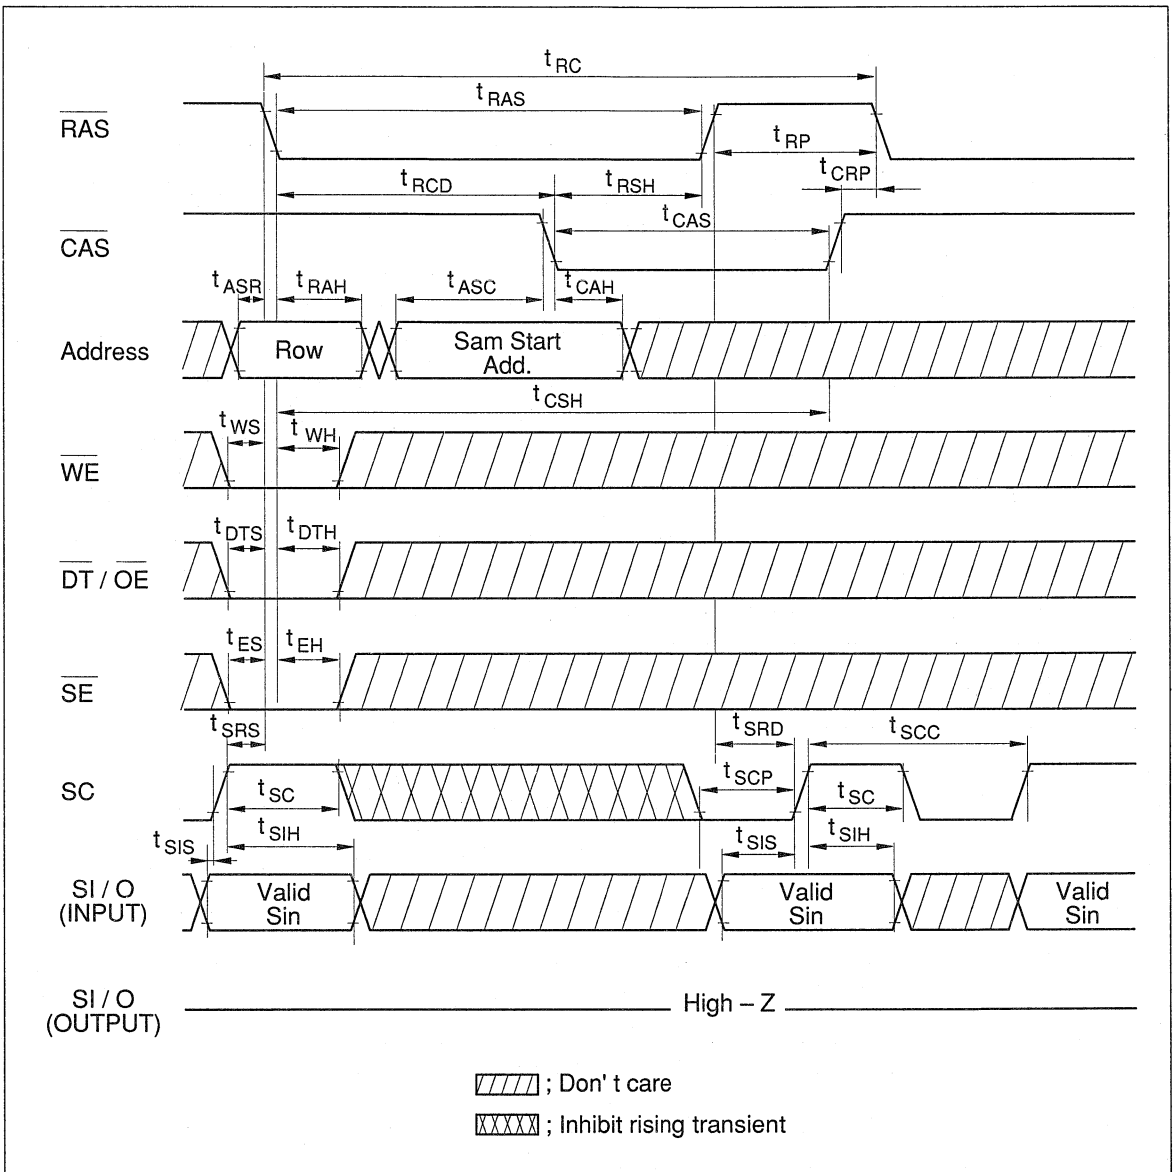 tRC
tRAS
RAS
tRP
tCRP
tRCD
tRSH
tCAS
CAS
tASR
tRAH
tASC
tCAH
Address
Row
Sam Start
Add.
tCSH
tWS
tWH
WE
tDTS
tDTH
DT / OE
tES
tEH
SE
tSRS
tSRD
tSCC
SC
tSC
tSCP
tSC
tSIS
tSIH
tSIS
tSIH
SI / O
(INPUT)
Valid
Sin
Valid
Sin
Valid
Sin
SI / O
(OUTPUT)
High – Z
; Don' t care
; Inhibit rising transient